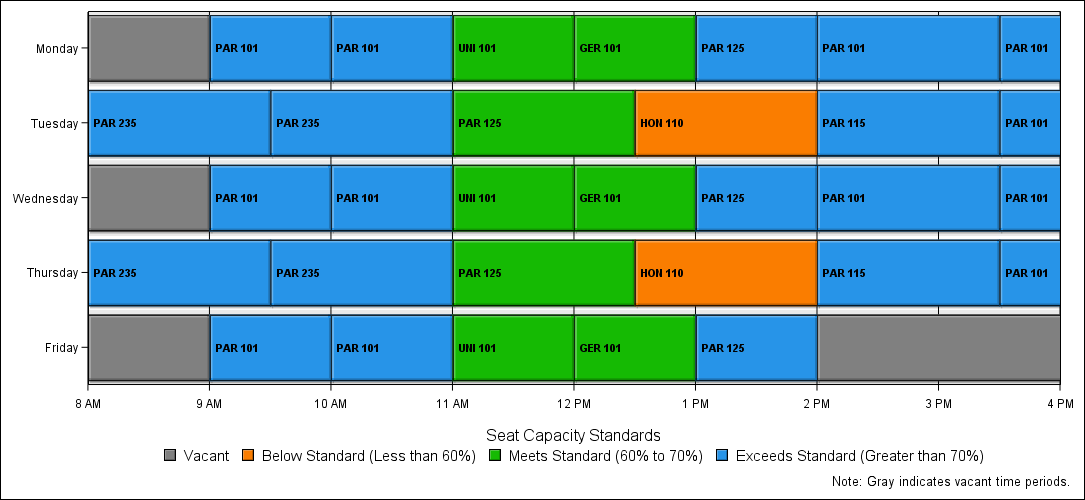 Monday PAR 101 PAR 101 UNI 101 GER 101 PAR 125 PAR 101 PAR 101
Tuesday PAR 235 PAR 235 PAR 125 HON 110 PAR 115 PAR 101
Wednesday PAR 101 PAR 101 UNI 101 GER 101 PAR 125 PAR 101 PAR 101
Thursday PAR 235 PAR 235 PAR 125 HON 110 PAR 115 PAR 101
Friday PAR 101 PAR 101 UNI 101 GER 101 PAR 125
8 AM 9 AM 10 AM 11 AM 12 PM 1 PM 2 PM 3 PM 4 PM
Seat Capacity Standards
Vacant Below Standard (Less than 60%) Meets Standard (60% to 70%) Exceeds Standard (Greater than 70%)
Note: Gray indicates vacant time periods.